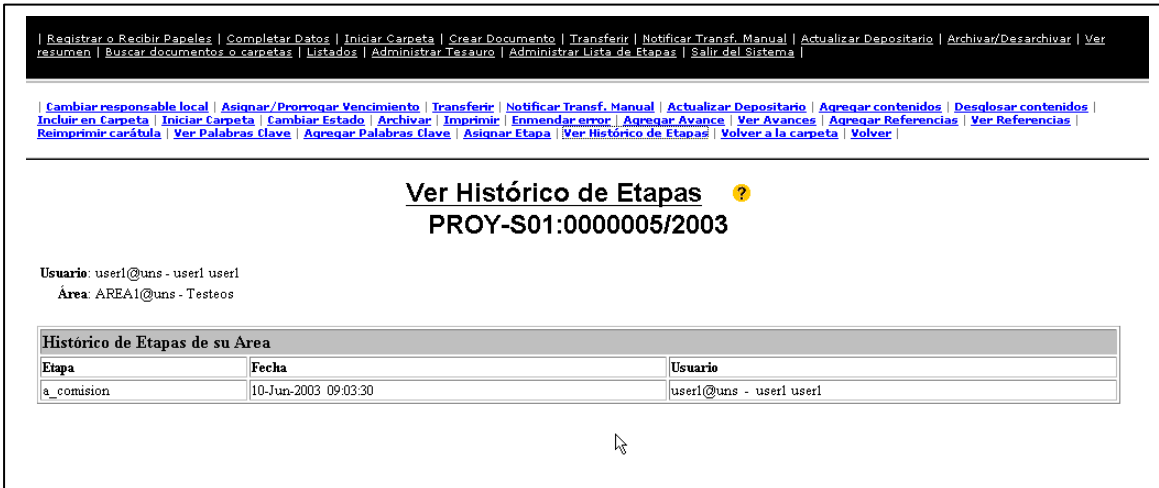 | Registrar o Recibir Papeles | Completar Datos | Iniciar Carpeta | Crear Documento | Transferir | Notificar Transf. Manual | Actualizar Depositario | Archivar/Desarchivar | Ver
resumen | Buscar documentos o carpetas | Listados | Administrar Tesauro | Administrar Lista de Etapas | Salir del Sistema |
| Cambiar responsable local | Asignar/Prorrogar Vencimiento | Transferir | Notificar Transf. Manual | Actualizar Depositario | Agregar contenidos | Desglosar contenidos |
Incluir en Carpeta | Iniciar Carpeta | Cambiar Estado | Archivar | Imprimir | Enmendar error | Agregar Avance | Ver Avances | Agregar Referencias | Ver Referencias |
Reimprimir carátula | Ver Palabras Clave | Agregar Palabras Clave | Asignar Etapa | Ver Histórico de Etapas | Volver a la carpeta | Volver |
Ver Histórico de Etapas ?
PROY-S01:0000005/2003
Usuario: user1@uns - user1 user1
Área: AREA1@uns - Testeos
Histórico de Etapas de su Area
Etapa Fecha Usuario
a_comision 10-Jun-2003 09:03:30 user1@uns - user1 user1